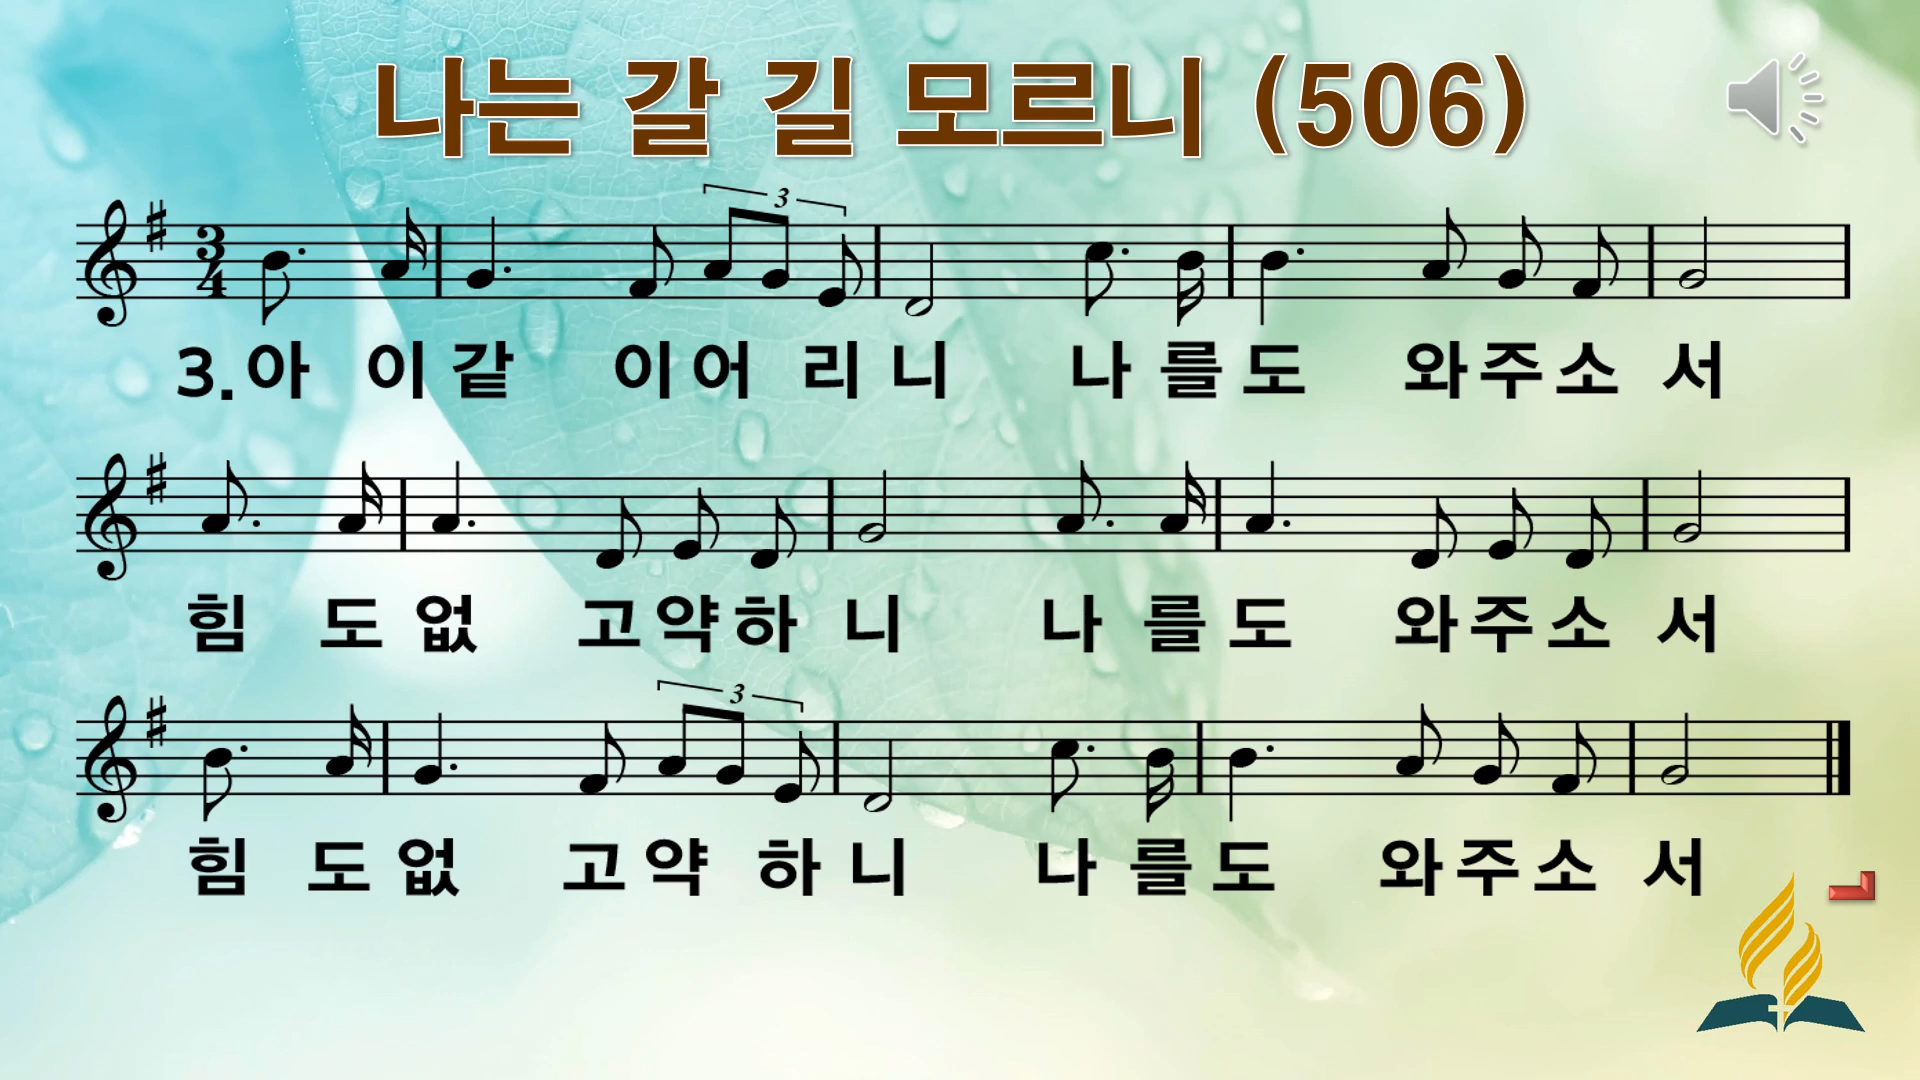 나는 갈 길 모르니 (506)
3
3
4
3.아 이같 이어 리 니 나 를도 와주소 서
힘 도 없 고약하 니 나 를도 와주소 서
3
힘 도 없 고 약 하 니 나 를도 와주소 서